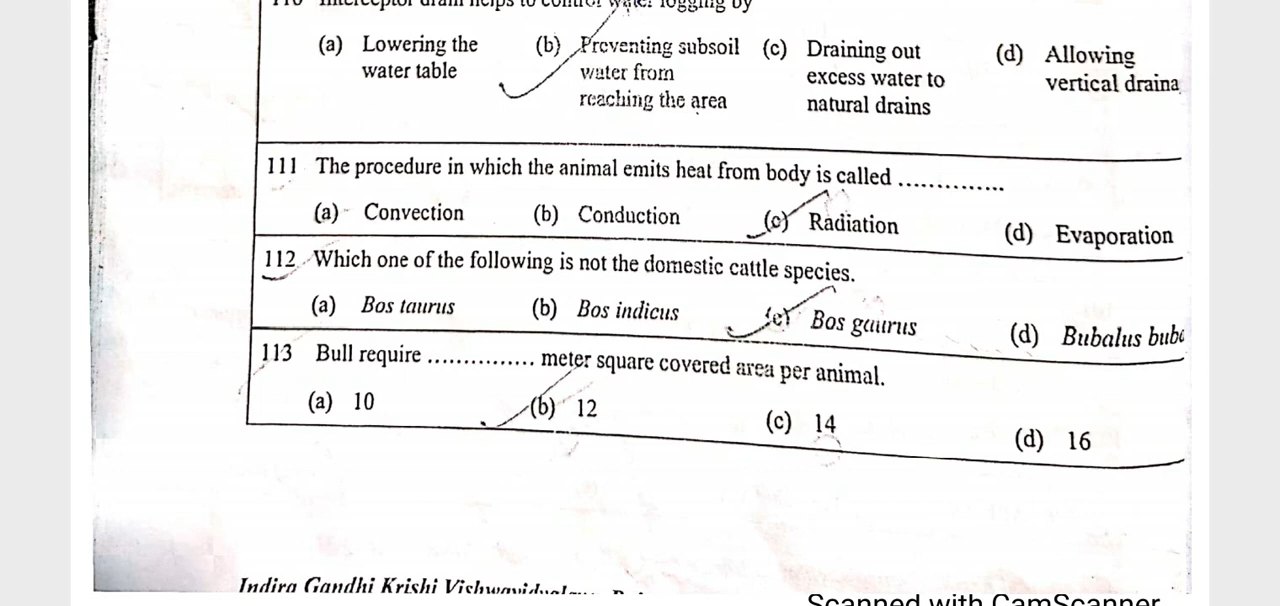 (a) Lowering the water table (b) Preventing subsoil water from reaching the area (c) Draining out excess water to natural drains (d) Allowing vertical draina
111 The procedure in which the animal emits heat from body is called ..............
(a) Convection (b) Conduction (c) Radiation (d) Evaporation
112 Which one of the following is not the domestic cattle species.
(a) Bos taurus (b) Bos indicus (c) Bos gaurus (d) Bubalus buba
113 Bull require ............... meter square covered area per animal.
(a) 10 (b) 12 (c) 14 (d) 16
Indira Gandhi Krishi
Scanned with CamScanner